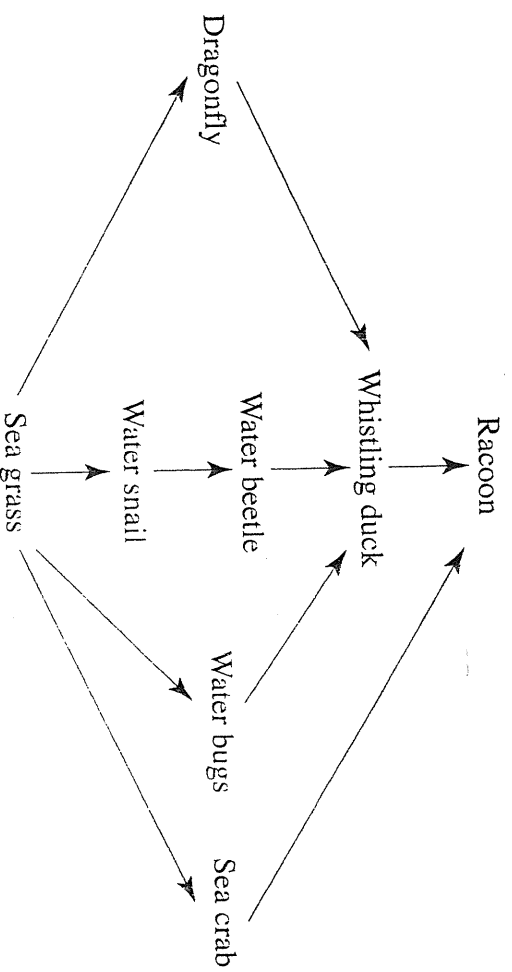 Racoon
Whistling duck
Water beetle
Dragonfly
Water snail
Water bugs
Sea crab
Sea grass